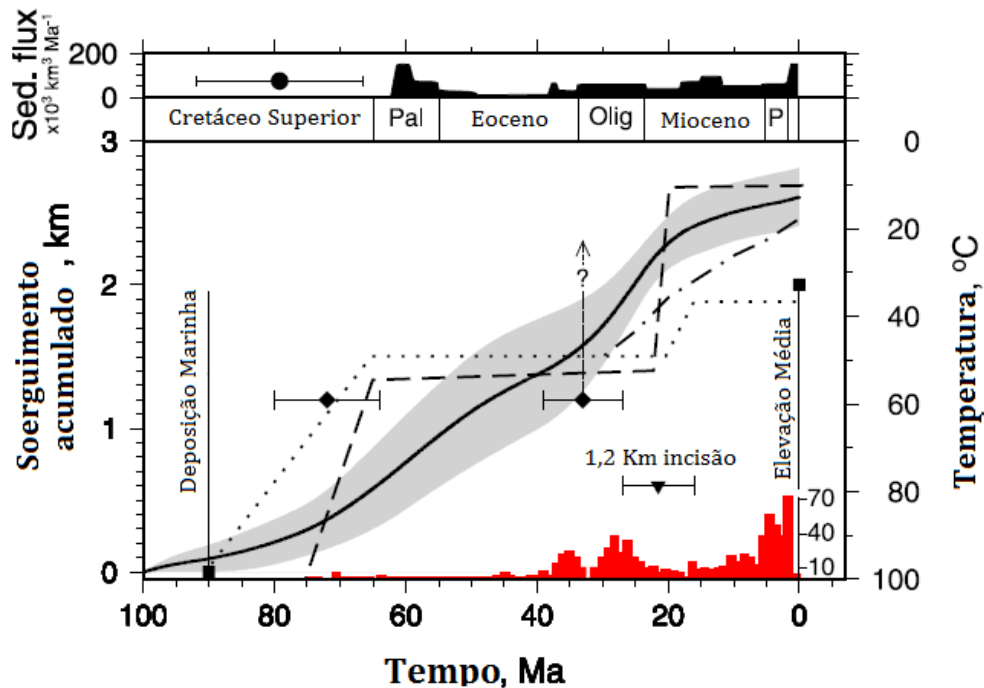 Sed. flux
x10³ km³ Ma⁻¹
200
0
Cretáceo Superior
Pal
Eoceno
Olig
Mioceno
P
Soerguimento
acumulado , km
3
2
1
0
Temperatura, ºC
0
20
40
60
80
100
Deposição Marinha
?
1,2 Km incisão
Elevação Média
70
40
10
100
80
60
40
20
0
Tempo, Ma